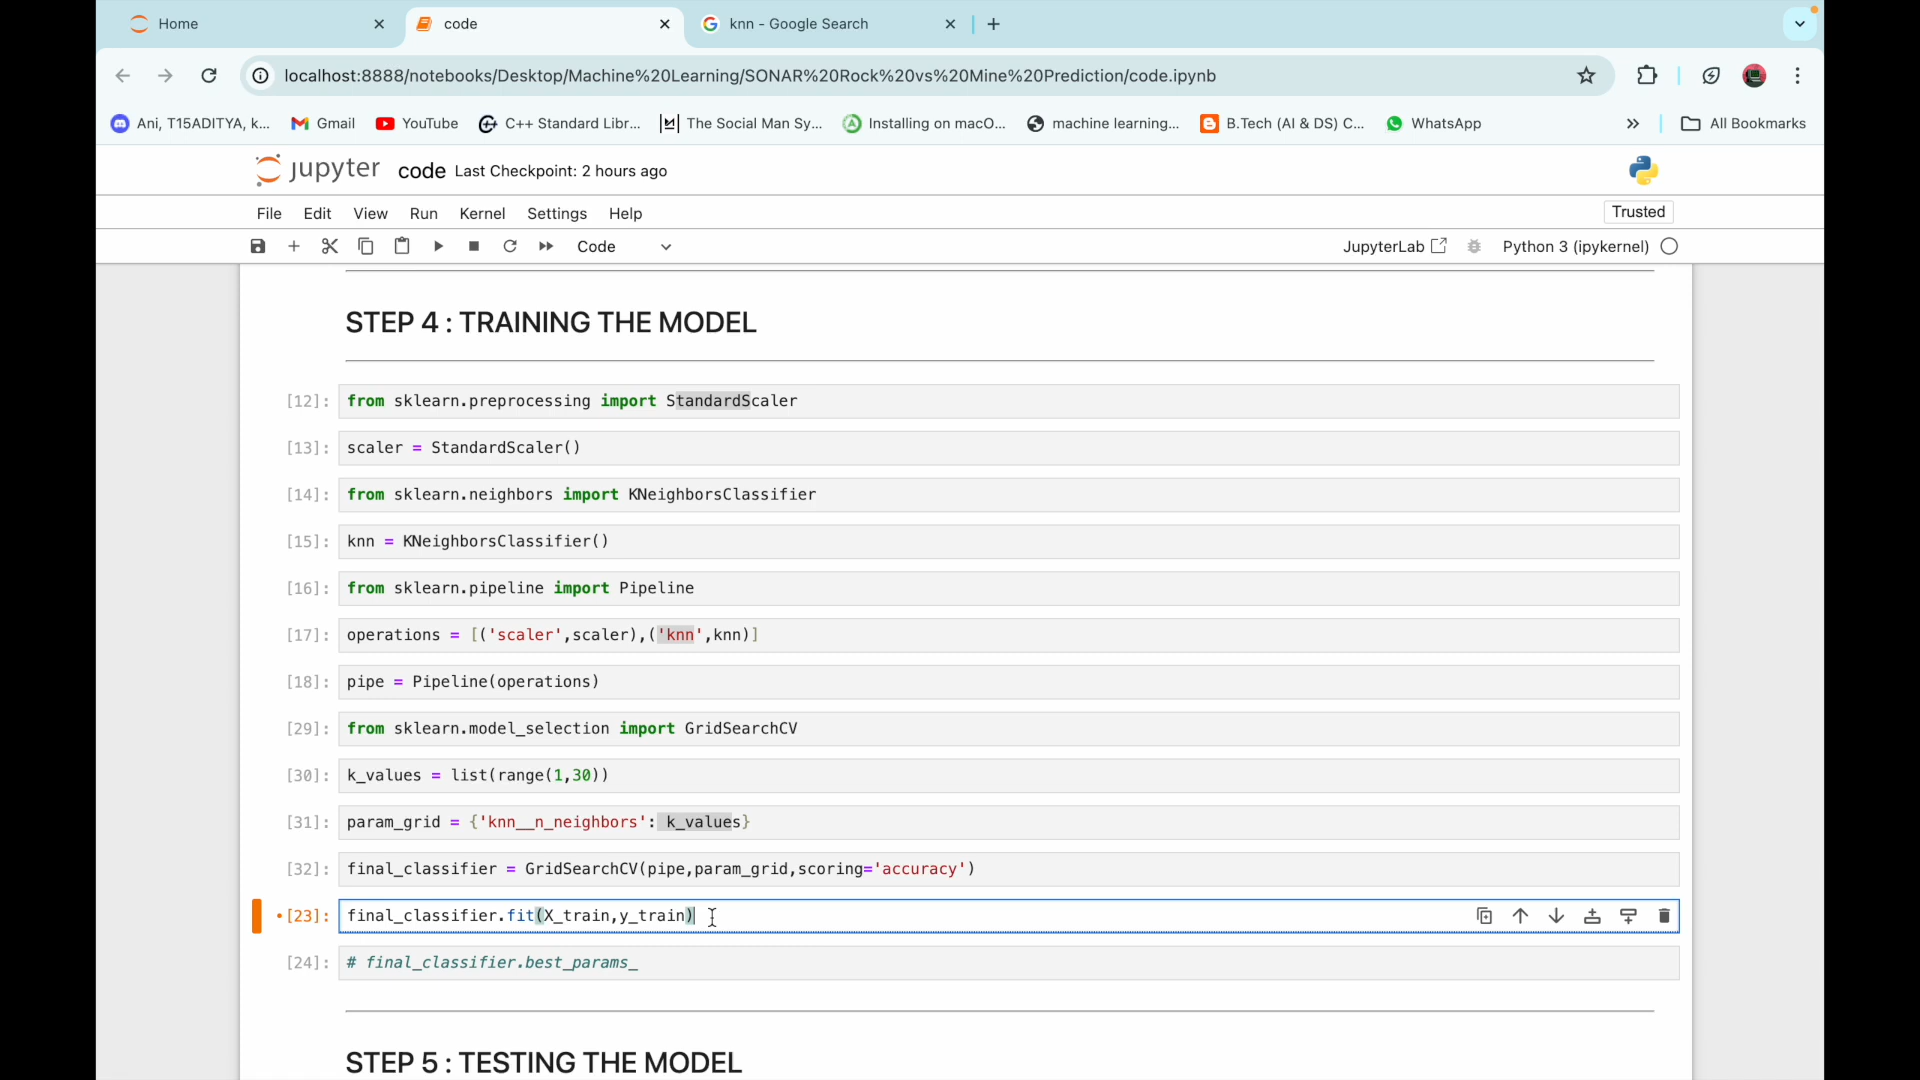 Home
code
knn - Google Search
localhost:8888/notebooks/Desktop/Machine%20Learning/SONAR%20Rock%20vs%20Mine%20Prediction/code.ipynb
Ani, T15ADITYA, k...
Gmail
YouTube
C++ Standard Libr...
The Social Man Sy...
Installing on macO...
machine learning...
B.Tech (AI & DS) C...
WhatsApp
All Bookmarks
jupyter code Last Checkpoint: 2 hours ago
File Edit View Run Kernel Settings Help
Trusted
Code
JupyterLab
Python 3 (ipykernel)
STEP 4 : TRAINING THE MODEL
[12]: from sklearn.preprocessing import StandardScaler
[13]: scaler = StandardScaler()
[14]: from sklearn.neighbors import KNeighborsClassifier
[15]: knn = KNeighborsClassifier()
[16]: from sklearn.pipeline import Pipeline
[17]: operations = [('scaler',scaler),('knn',knn)]
[18]: pipe = Pipeline(operations)
[29]: from sklearn.model_selection import GridSearchCV
[30]: k_values = list(range(1,30))
[31]: param_grid = {'knn__n_neighbors': k_values}
[32]: final_classifier = GridSearchCV(pipe,param_grid,scoring='accuracy')
•[23]: final_classifier.fit(X_train,y_train)
[24]: # final_classifier.best_params_
STEP 5 : TESTING THE MODEL